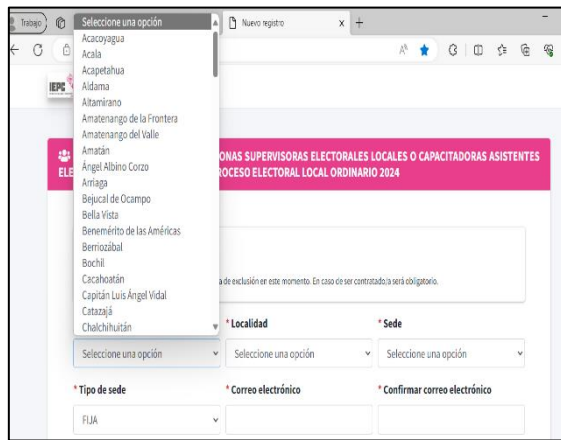 Trabajo
Nuevo registro
IEPC
ONAS SUPERVISORAS ELECTORALES LOCALES O CAPACITADORAS ASISTENTES
ELE
ROCESO ELECTORAL LOCAL ORDINARIO 2024
Seleccione una opción
Acacoyagua
Acala
Acapetahua
Aldama
Altamirano
Amatenango de la Frontera
Amatenango del Valle
Amatán
Ángel Albino Corzo
Arriaga
Bejucal de Ocampo
Bella Vista
Benemérito de las Américas
Berriozábal
Bochil
Cacahoatán
Capitán Luis Ángel Vidal
Catazajá
Chalchihuitán
a de exclusión en este momento. En caso de ser contratado,/a será obligatorio.
* Localidad * Sede
Seleccione una opción Seleccione una opción Seleccione una opción
* Tipo de sede * Correo electrónico * Confirmar correo electrónico
FIJA